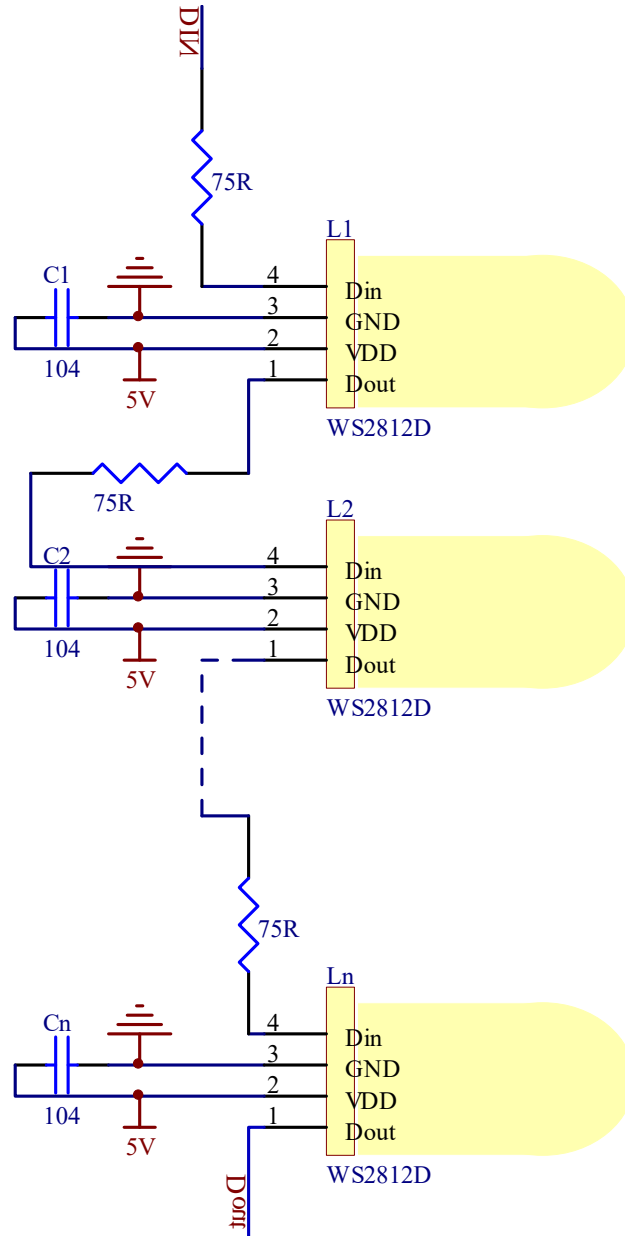 DIN
75R
L1
C1
4
Din
3
GND
2
VDD
104
1
Dout
5V
WS2812D
75R
L2
C2
4
Din
3
GND
2
VDD
104
1
Dout
5V
WS2812D
75R
Ln
Cn
4
Din
3
GND
2
VDD
104
1
Dout
5V
WS2812D
Dout